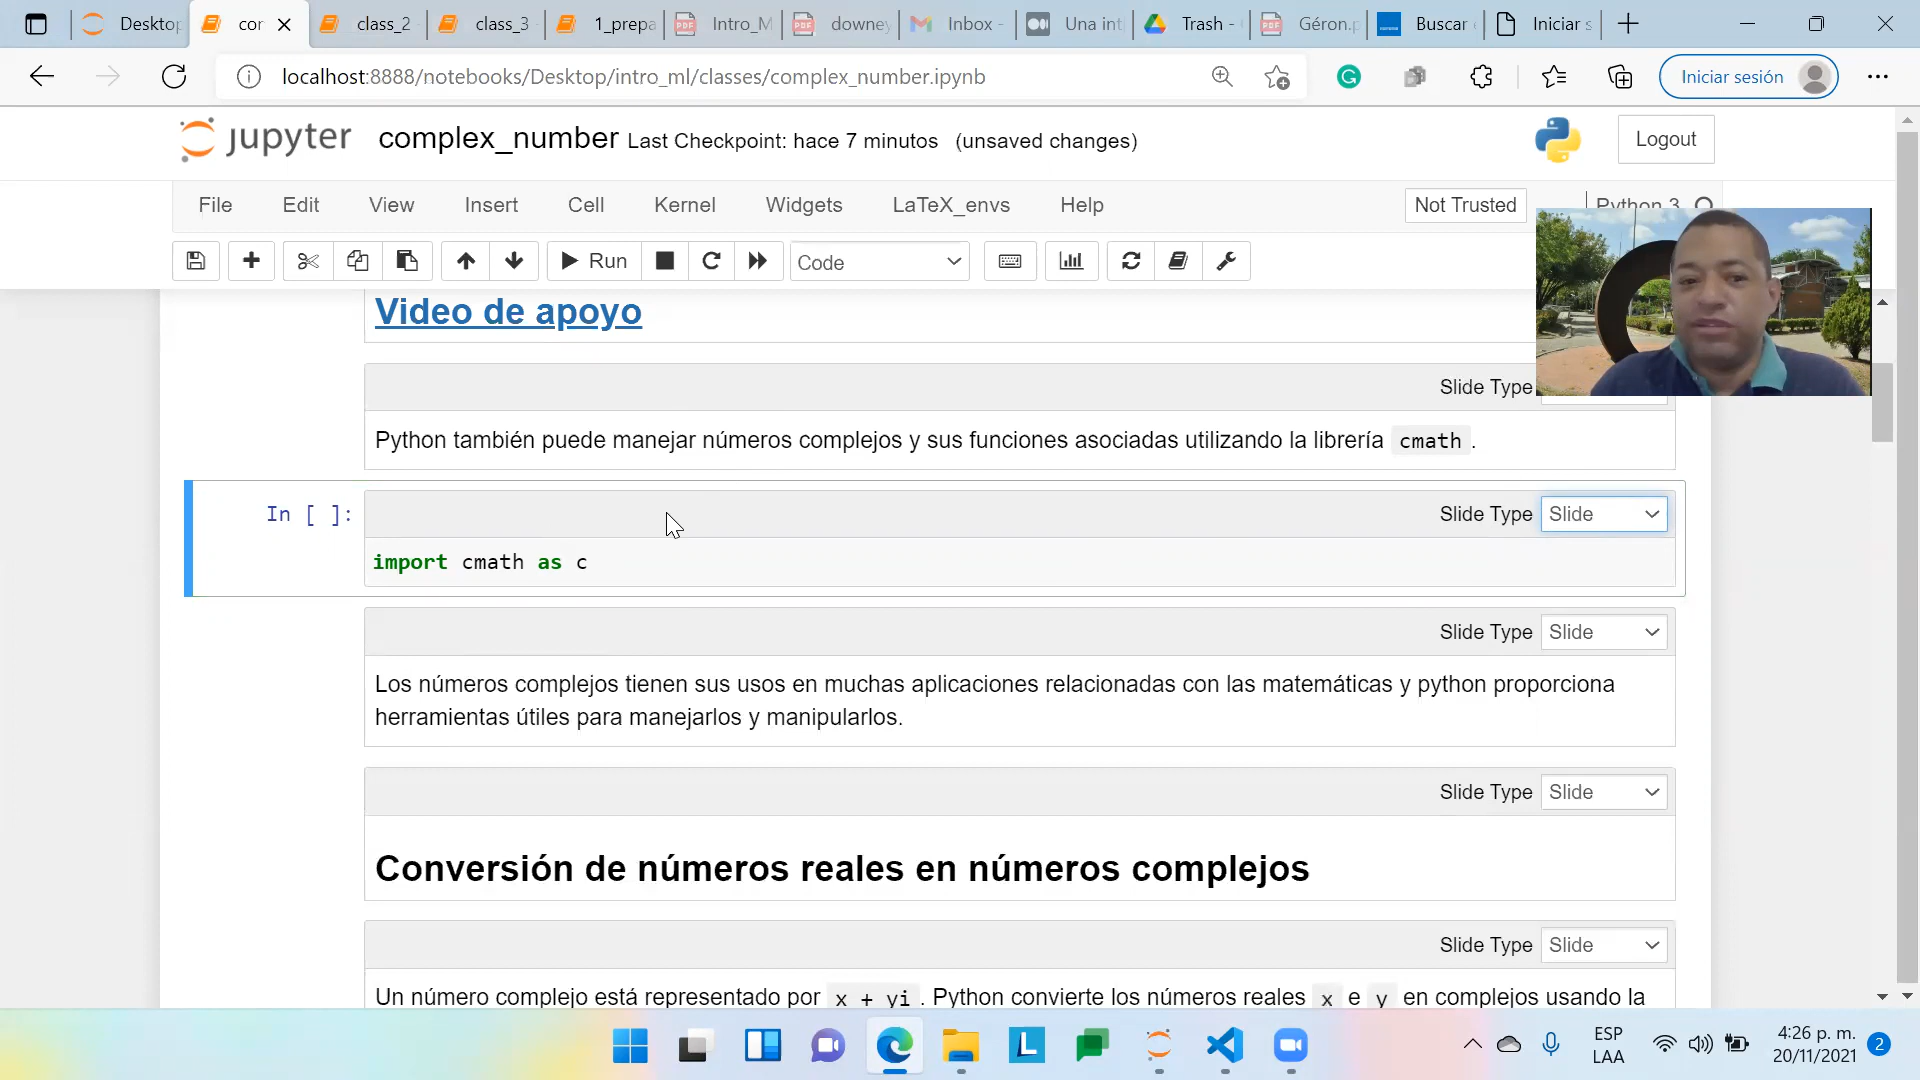 Desktop
cor
class_2
class_3
1_prepa
Intro_M
downey
Inbox -
Una int
Trash -
Géron.p
Buscar
Iniciar s
localhost:8888/notebooks/Desktop/intro_ml/classes/complex_number.ipynb
Iniciar sesión
jupyter complex_number Last Checkpoint: hace 7 minutos (unsaved changes)
Logout
File Edit View Insert Cell Kernel Widgets LaTeX_envs Help
Not Trusted
Python 3
Run
Code
Video de apoyo
Slide Type
Python también puede manejar números complejos y sus funciones asociadas utilizando la librería cmath .
In [ ]:
Slide Type Slide
import cmath as c
Slide Type Slide
Los números complejos tienen sus usos en muchas aplicaciones relacionadas con las matemáticas y python proporciona
herramientas útiles para manejarlos y manipularlos.
Slide Type Slide
Conversión de números reales en números complejos
Slide Type Slide
Un número complejo está representado por x + yi . Python convierte los números reales x e y en complejos usando la
L
ESP
LAA
4:26 p. m.
20/11/2021
2